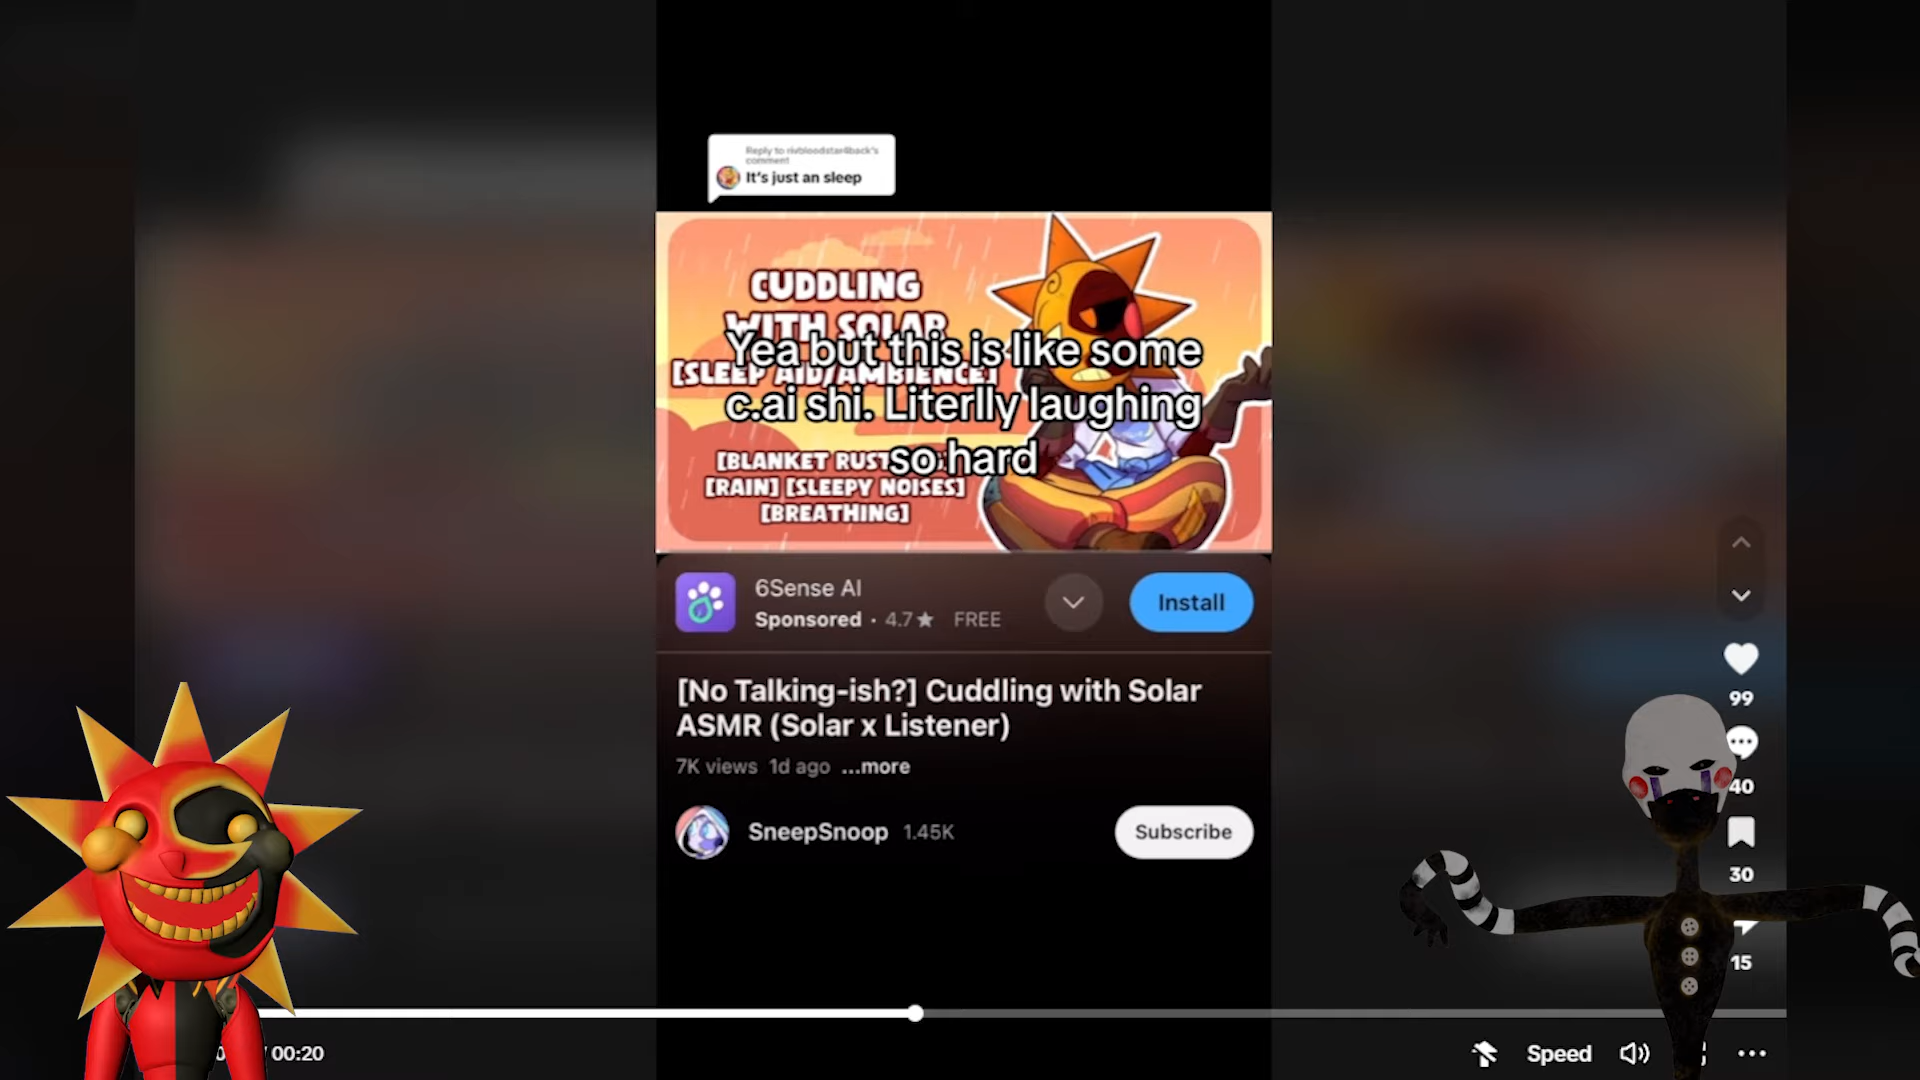 Reply to rivbloodstar4back's
comment
It's just an sleep
CUDDLING
WITH SOLAR
[SLEEP AID/AMBIENCE]
Yea but this is like some
c.ai shi. Literlly laughing
so hard
[BLANKET RUST
[RAIN] [SLEEPY NOISES]
[BREATHING]
6Sense AI
Sponsored · 4.7★ FREE
Install
[No Talking-ish?] Cuddling with Solar
ASMR (Solar x Listener)
7K views 1d ago ...more
SneepSnoop 1.45K
Subscribe
99
40
30
15
/ 00:20
Speed